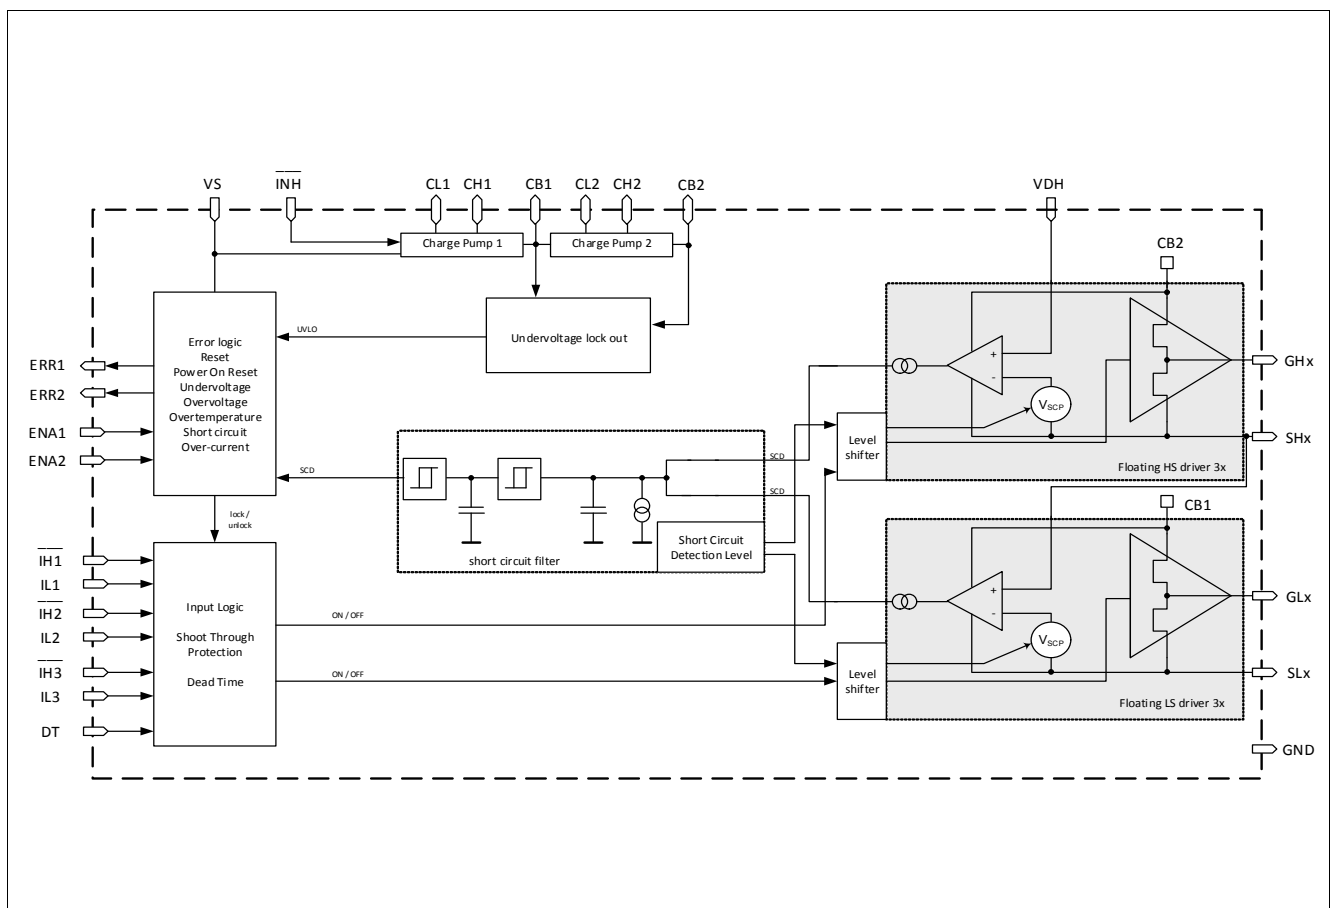 VS
INH
CL1
CH1
CB1
CL2
CH2
CB2
VDH
Charge Pump 1
Charge Pump 2
CB2
Undervoltage lock out
UVLO
Error logic
Reset
Power On Reset
Undervoltage
Overvoltage
Overtemperature
Short circuit
Over-current
ERR1
ERR2
ENA1
ENA2
+
-
VSCP
GHx
SHx
Level
shifter
Floating HS driver 3x
SCD
SCD
SCD
lock /
unlock
short circuit filter
Short Circuit
Detection Level
CB1
IH1
IL1
IH2
IL2
IH3
IL3
DT
Input Logic
Shoot Through
Protection
Dead Time
ON / OFF
ON / OFF
+
-
VSCP
GLx
SLx
Level
shifter
Floating LS driver 3x
GND